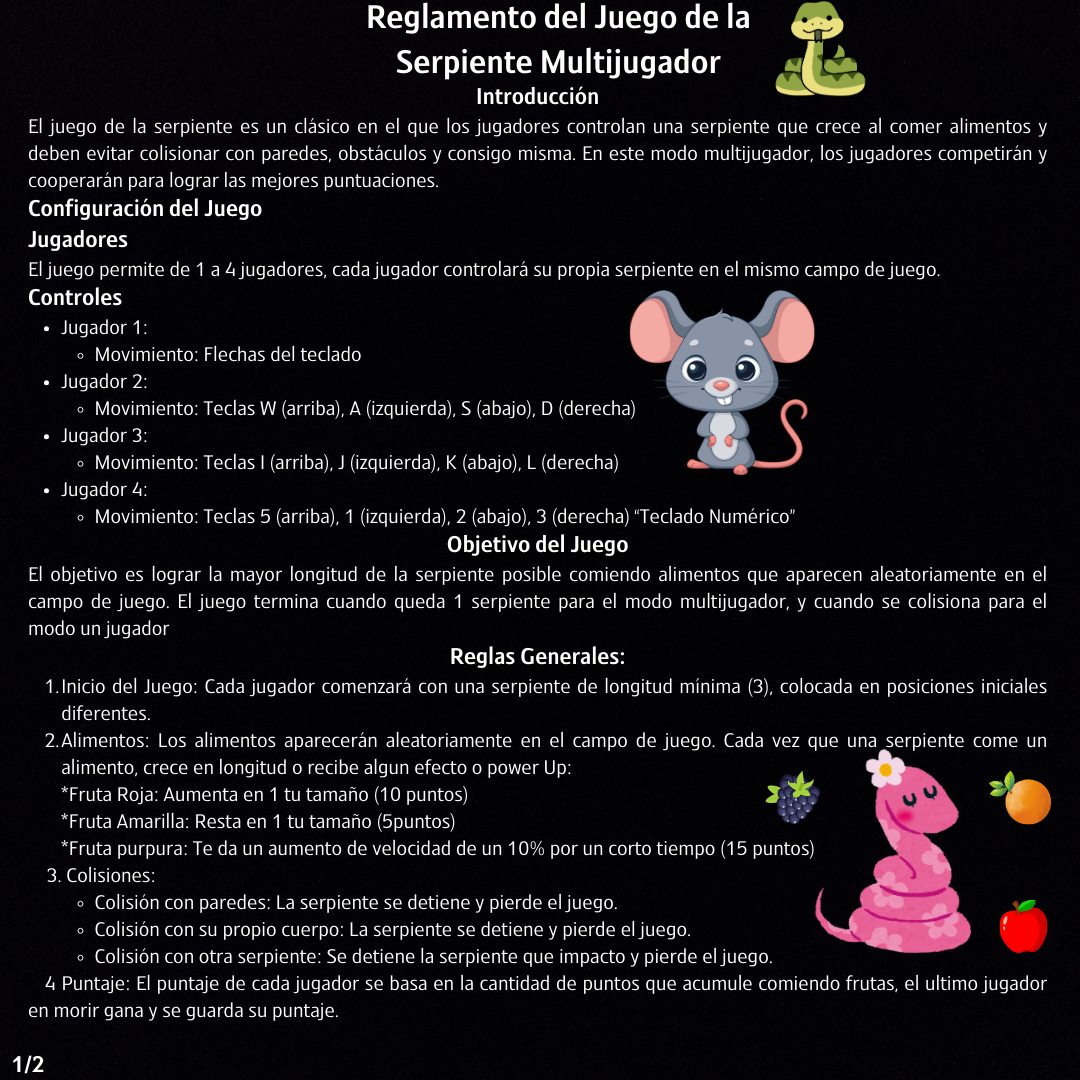 Reglamento del Juego de la
Serpiente Multijugador
Introducción
El juego de la serpiente es un clásico en el que los jugadores controlan una serpiente que crece al comer alimentos y
deben evitar colisionar con paredes, obstáculos y consigo misma. En este modo multijugador, los jugadores competirán y
cooperarán para lograr las mejores puntuaciones.
Configuración del Juego
Jugadores
El juego permite de 1 a 4 jugadores, cada jugador controlará su propia serpiente en el mismo campo de juego.
Controles
• Jugador 1:
◦ Movimiento: Flechas del teclado
• Jugador 2:
◦ Movimiento: Teclas W (arriba), A (izquierda), S (abajo), D (derecha)
• Jugador 3:
◦ Movimiento: Teclas I (arriba), J (izquierda), K (abajo), L (derecha)
• Jugador 4:
◦ Movimiento: Teclas 5 (arriba), 1 (izquierda), 2 (abajo), 3 (derecha) “Teclado Numérico”
Objetivo del Juego
El objetivo es lograr la mayor longitud de la serpiente posible comiendo alimentos que aparecen aleatoriamente en el
campo de juego. El juego termina cuando queda 1 serpiente para el modo multijugador, y cuando se colisiona para el
modo un jugador
Reglas Generales:
1. Inicio del Juego: Cada jugador comenzará con una serpiente de longitud mínima (3), colocada en posiciones iniciales
diferentes.
2. Alimentos: Los alimentos aparecerán aleatoriamente en el campo de juego. Cada vez que una serpiente come un
alimento, crece en longitud o recibe algun efecto o power Up:
*Fruta Roja: Aumenta en 1 tu tamaño (10 puntos)
*Fruta Amarilla: Resta en 1 tu tamaño (5puntos)
*Fruta purpura: Te da un aumento de velocidad de un 10% por un corto tiempo (15 puntos)
3. Colisiones:
◦ Colisión con paredes: La serpiente se detiene y pierde el juego.
◦ Colisión con su propio cuerpo: La serpiente se detiene y pierde el juego.
◦ Colisión con otra serpiente: Se detiene la serpiente que impacto y pierde el juego.
4 Puntaje: El puntaje de cada jugador se basa en la cantidad de puntos que acumule comiendo frutas, el ultimo jugador
en morir gana y se guarda su puntaje.
1/2